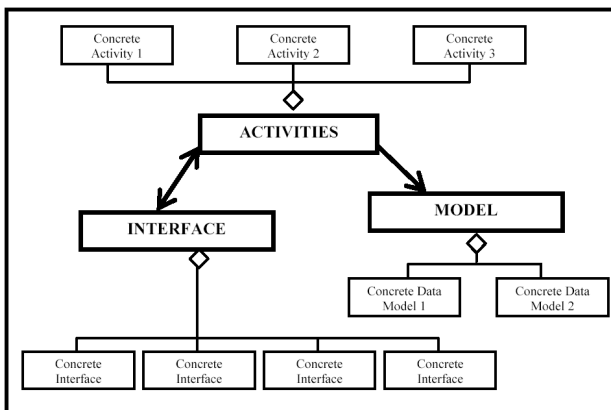 Concrete
Activity 1
Concrete
Activity 2
Concrete
Activity 3
ACTIVITIES
INTERFACE
MODEL
Concrete Data
Model 1
Concrete Data
Model 2
Concrete
Interface
Concrete
Interface
Concrete
Interface
Concrete
Interface